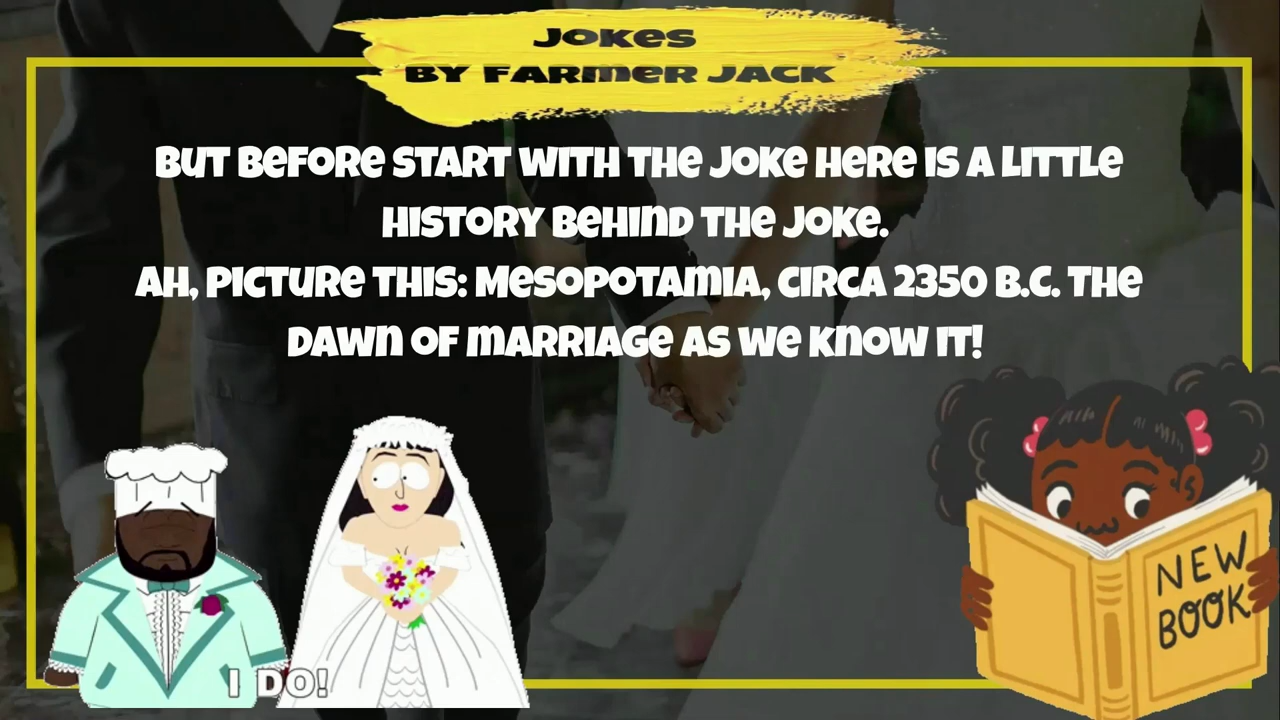 JOKES
BY FARMER JACK
BUT BEFORE START WITH THE JOKE HERE IS A LITTLE
HISTORY BEHIND THE JOKE.
AH, PICTURE THIS: MESOPOTAMIA, CIRCA 2350 B.C. THE
DAWN OF MARRIAGE AS WE KNOW IT!
I DO!
NEW
BOOK